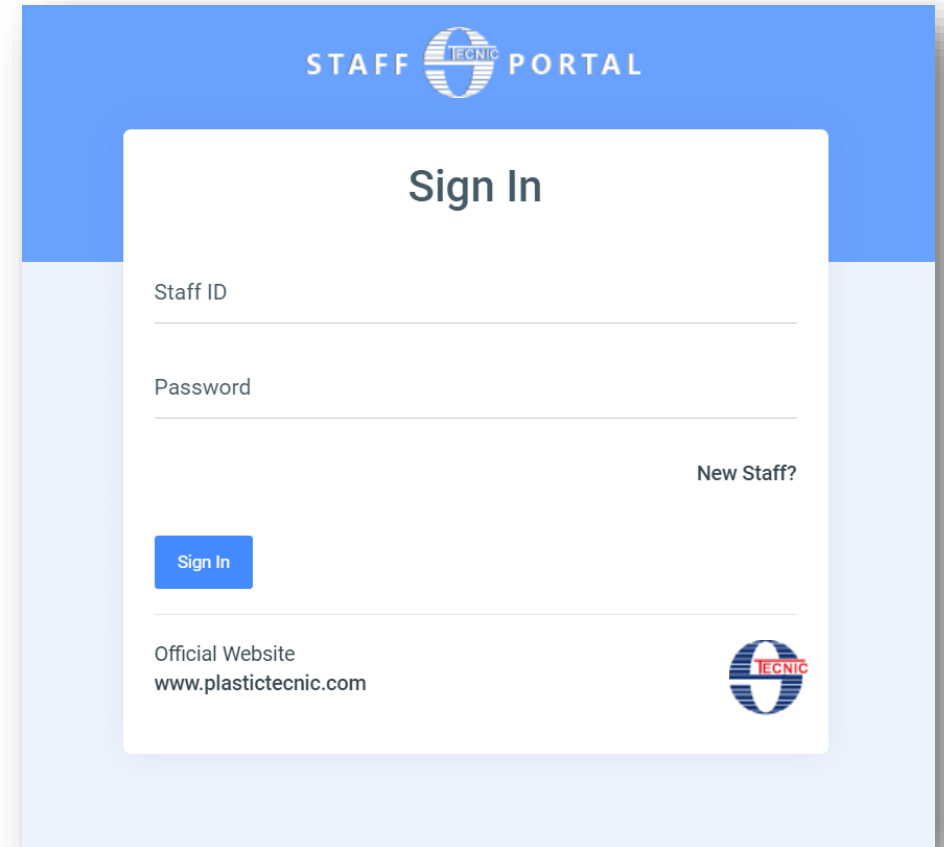 STAFF TECNIC PORTAL
Sign In
Staff ID
Password
New Staff?
Sign In
Official Website
www.plastictecnic.com
TECNIC